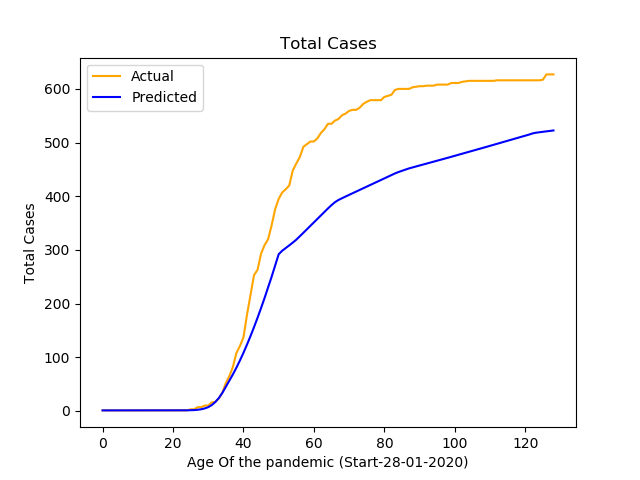 Total Cases
Actual
Predicted
600
500
400
300
200
100
0
Total Cases
0 20 40 60 80 100 120
Age Of the pandemic (Start-28-01-2020)